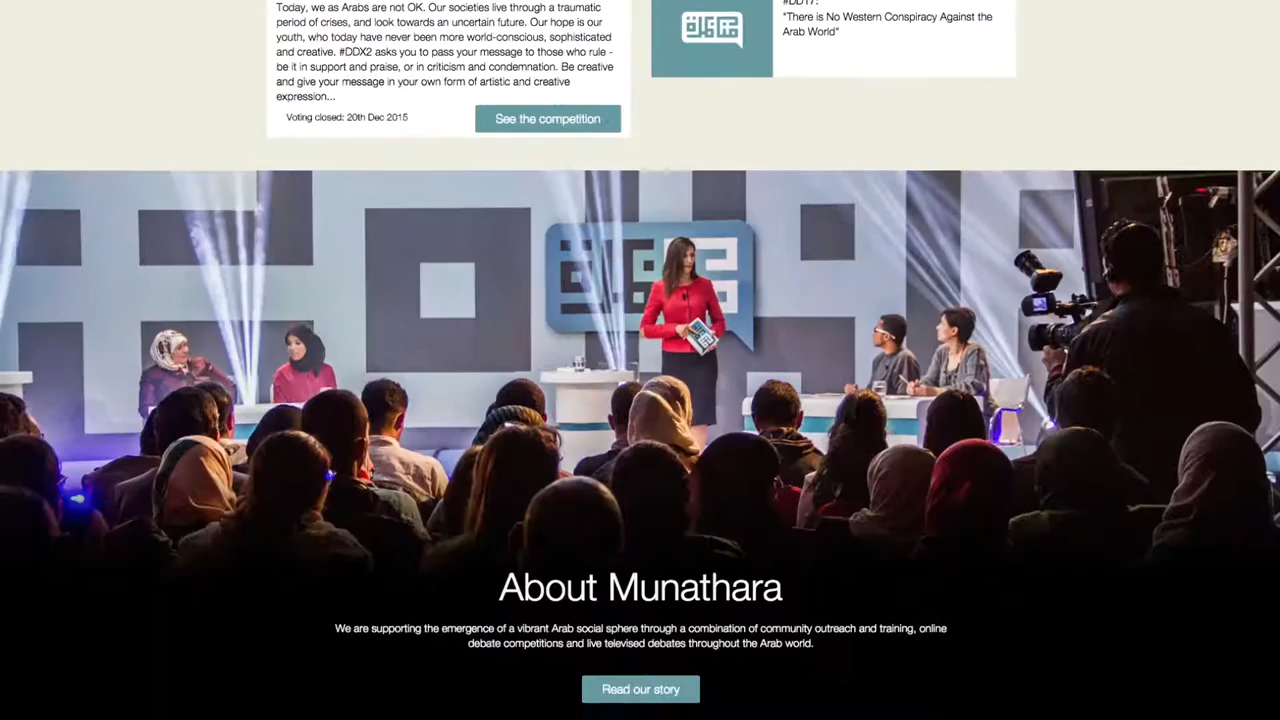 Today, we as Arabs are not OK. Our societies live through a traumatic
period of crises, and look towards an uncertain future. Our hope is our
youth, who today have never been more world-conscious, sophisticated
and creative. #DDX2 asks you to pass your message to those who rule -
be it in support and praise, or in criticism and condemnation. Be creative
and give your message in your own form of artistic and creative
expression...
Voting closed: 20th Dec 2015
See the competition
#DD17:
"There is No Western Conspiracy Against the
Arab World"
مناظرة
مناظرة
About Munathara
We are supporting the emergence of a vibrant Arab social sphere through a combination of community outreach and training, online
debate competitions and live televised debates throughout the Arab world.
Read our story